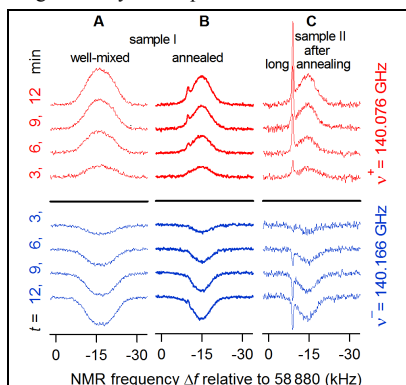 A B C
sample I sample II
well-mixed annealed after
long annealing
3, 6, 9, 12 min
ν+ = 140.076 GHz
t = 12, 9, 6, 3,
ν− = 140.166 GHz
0 -15 -30 0 -15 -30 0 -15 -30
NMR frequency Δf relative to 58 880 (kHz)